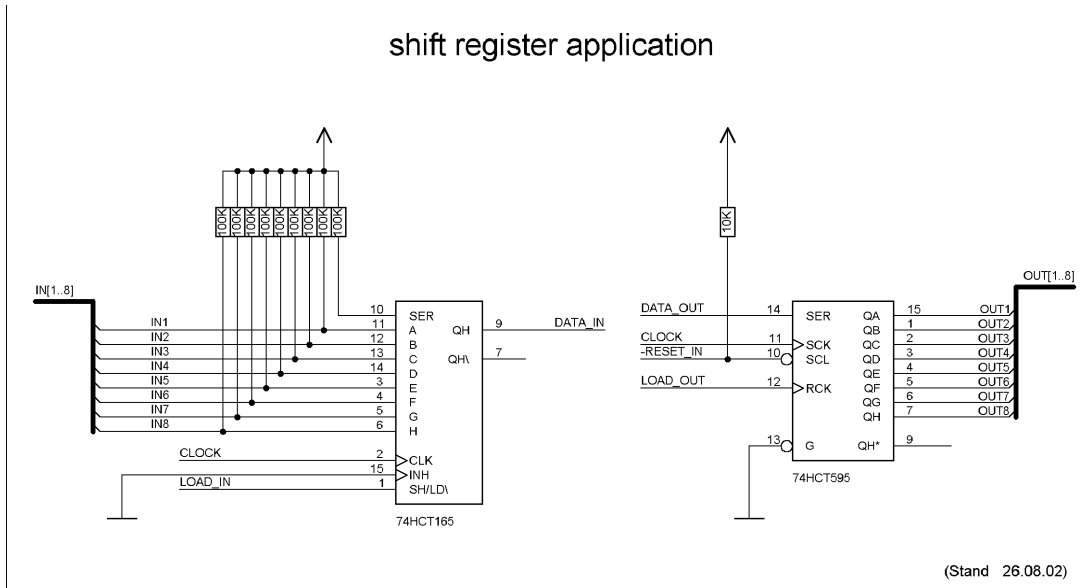 shift register application
100K 100K 100K 100K 100K 100K 100K 100K 100K
IN[1..8]
IN1
IN2
IN3
IN4
IN5
IN6
IN7
IN8
CLOCK
LOAD_IN
10
11
12
13
14
3
4
5
6
2
15
1
SER
A
B
C
D
E
F
G
H
CLK
INH
SH/LD\
QH
QH\
9
7
DATA_IN
74HCT165
10K
DATA_OUT
CLOCK
-RESET_IN
LOAD_OUT
14
11
10
12
13
SER
SCK
SCL
RCK
G
QA
QB
QC
QD
QE
QF
QG
QH
QH*
15
1
2
3
4
5
6
7
9
OUT[1..8]
OUT1
OUT2
OUT3
OUT4
OUT5
OUT6
OUT7
OUT8
74HCT595
(Stand 26.08.02)